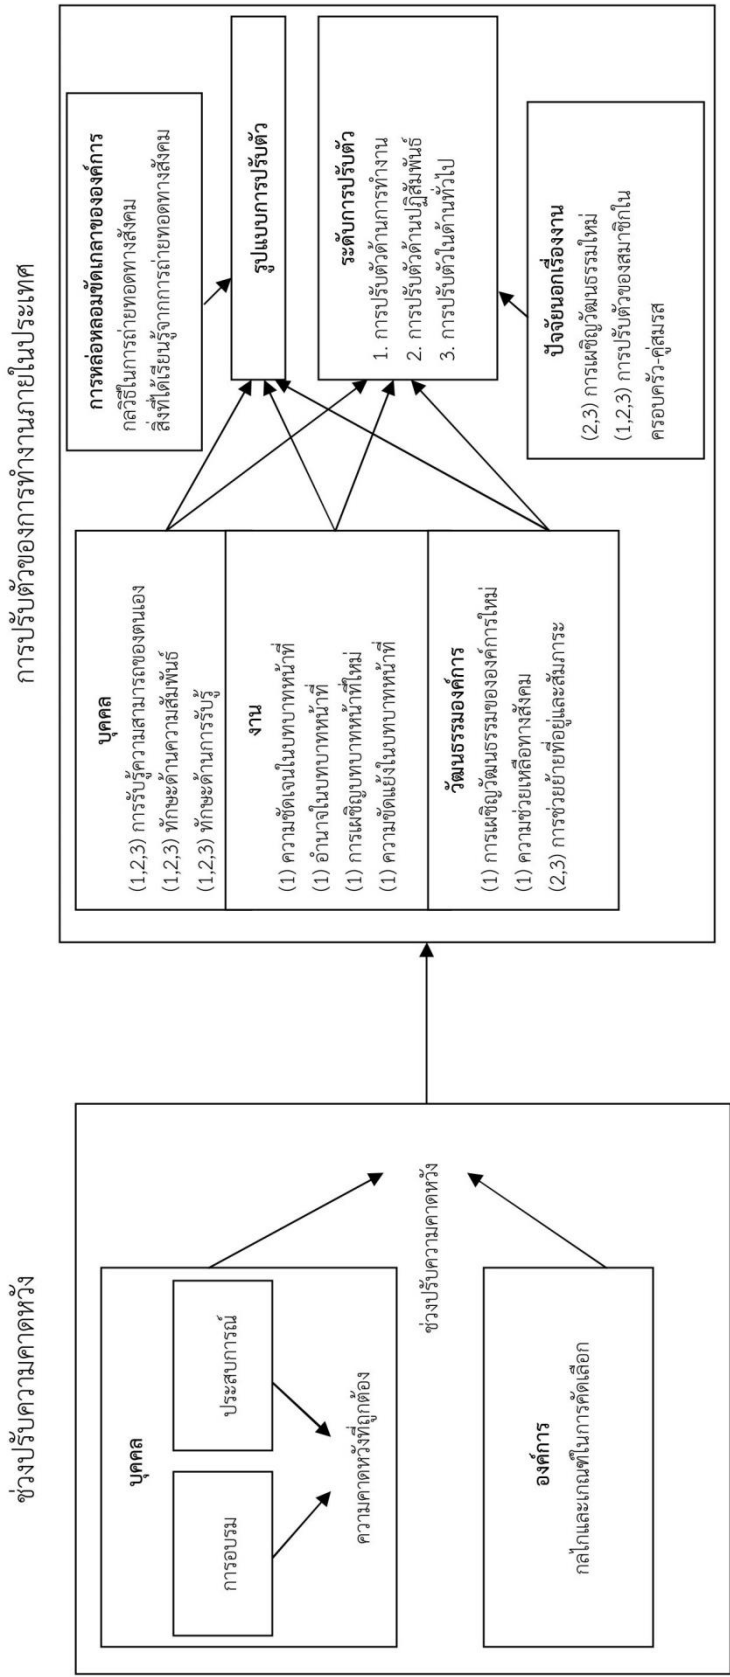 ช่วงปรับความคาดหวัง
บุคคล
การอบรม
ประสบการณ์
ความคาดหวังที่ถูกต้อง
ช่วงปรับความคาดหวัง
องค์การ
กลไกและเกณฑ์ในการคัดเลือก
การปรับตัวของการทำงานภายในประเทศ
บุคคล
(1,2,3) การรับรู้ความสามารถของตนเอง
(1,2,3) ทักษะด้านความสัมพันธ์
(1,2,3) ทักษะด้านการรับรู้
งาน
(1) ความชัดเจนในบทบาทหน้าที่
(1) อำนาจในบทบาทหน้าที่
(1) การเผชิญบทบาทหน้าที่ใหม่
(1) ความขัดแย้งในบทบาทหน้าที่
วัฒนธรรมองค์การ
(1) การเผชิญวัฒนธรรมขององค์การใหม่
(1) ความช่วยเหลือทางสังคม
(2,3) การช่วยย้ายที่อยู่และสัมภาระ
การหล่อหลอมขัดเกลาขององค์การ
กลวิธีในการถ่ายทอดทางสังคม
สิ่งที่ได้เรียนรู้จากการถ่ายทอดทางสังคม
รูปแบบการปรับตัว
ระดับการปรับตัว
1. การปรับตัวด้านการทำงาน
2. การปรับตัวด้านปฏิสัมพันธ์
3. การปรับตัวในด้านทั่วไป
ปัจจัยนอกเรื่องงาน
(2,3) การเผชิญวัฒนธรรมใหม่
(1,2,3) การปรับตัวของสมาชิกใน
ครอบครัว-คู่สมรส